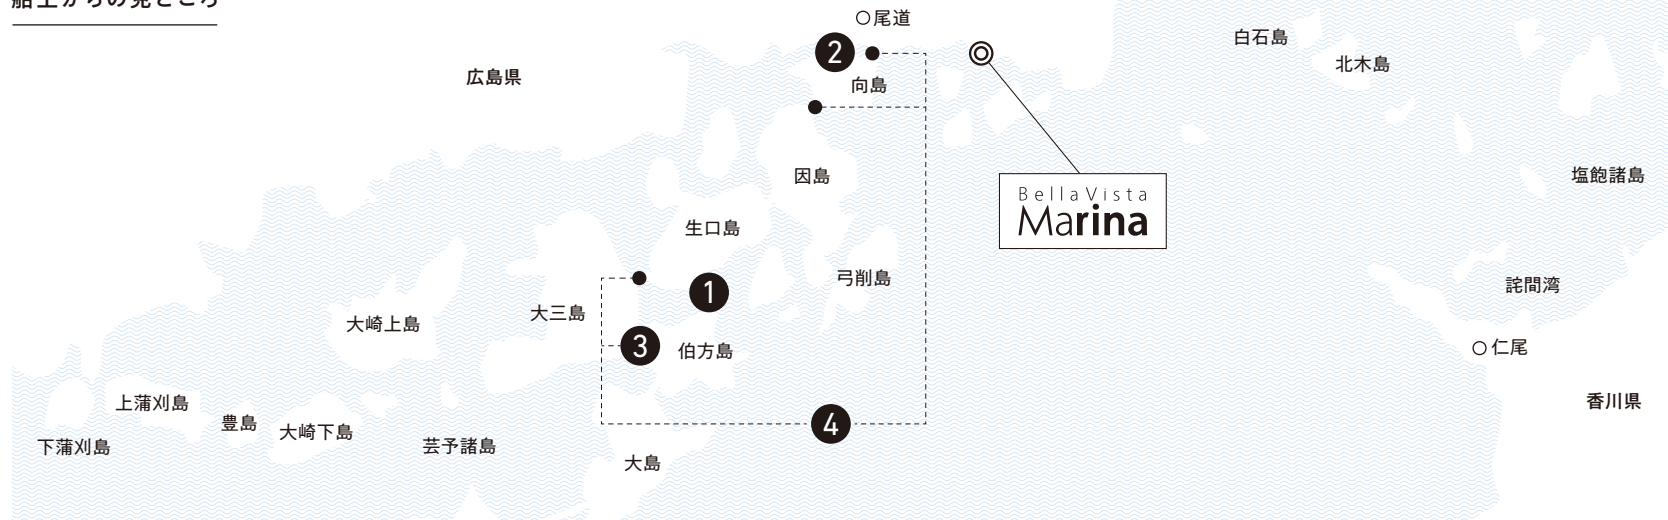 船上からの見どころ
尾道
白石島
2
北木島
広島県
向島
因島
塩飽諸島
BellaVista
Marina
生口島
弓削島
詫間湾
1
大三島
大崎上島
3
伯方島
仁尾
上蒲刈島
香川県
豊島
大崎下島
4
下蒲刈島
芸予諸島
大島